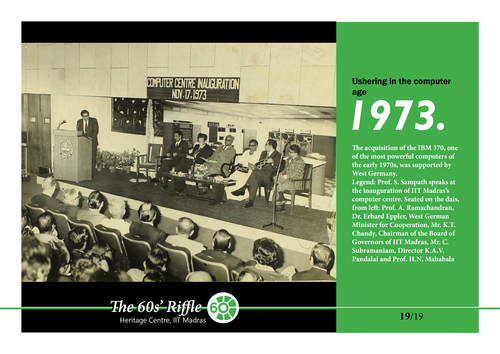 COMPUTER CENTRE INAUGURATION
NOV.17,1973
Ushering in the computer
age
1973.
The acquisition of the IBM 370, one
of the most powerful computers of
the early 1970s, was supported by
West Germany.
Legend: Prof. S. Sampath speaks at
the inauguration of IIT Madras's
computer centre. Seated on the dais,
from left: Prof. A. Ramachandran,
Dr. Erhard Eppler, West German
Minister for Cooperation, Mr. K.T.
Chandy, Chairman of the Board of
Governors of IIT Madras, Mr. C.
Subramaniam, Director K.A.V.
Pandalai and Prof. H.N. Mahabala
The 60s' Riffle
60
Heritage Centre, IIT Madras
19/19